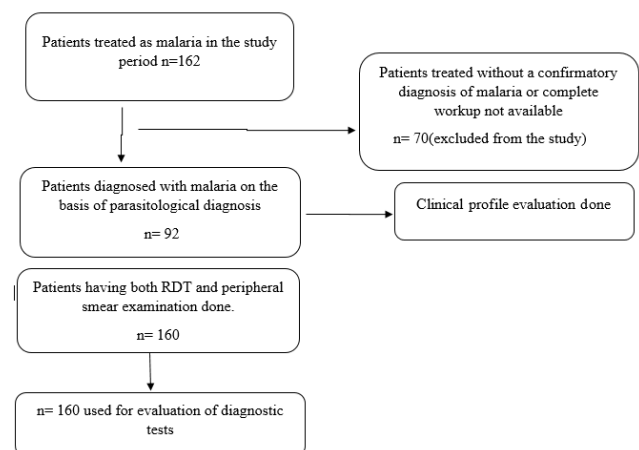 Patients treated as malaria in the study
period n=162
Patients treated without a confirmatory
diagnosis of malaria or complete
workup not available
n= 70(excluded from the study)
Patients diagnosed with malaria on the
basis of parasitological diagnosis
n= 92
Clinical profile evaluation done
Patients having both RDT and peripheral
smear examination done.
n= 160
n= 160 used for evaluation of diagnostic
tests